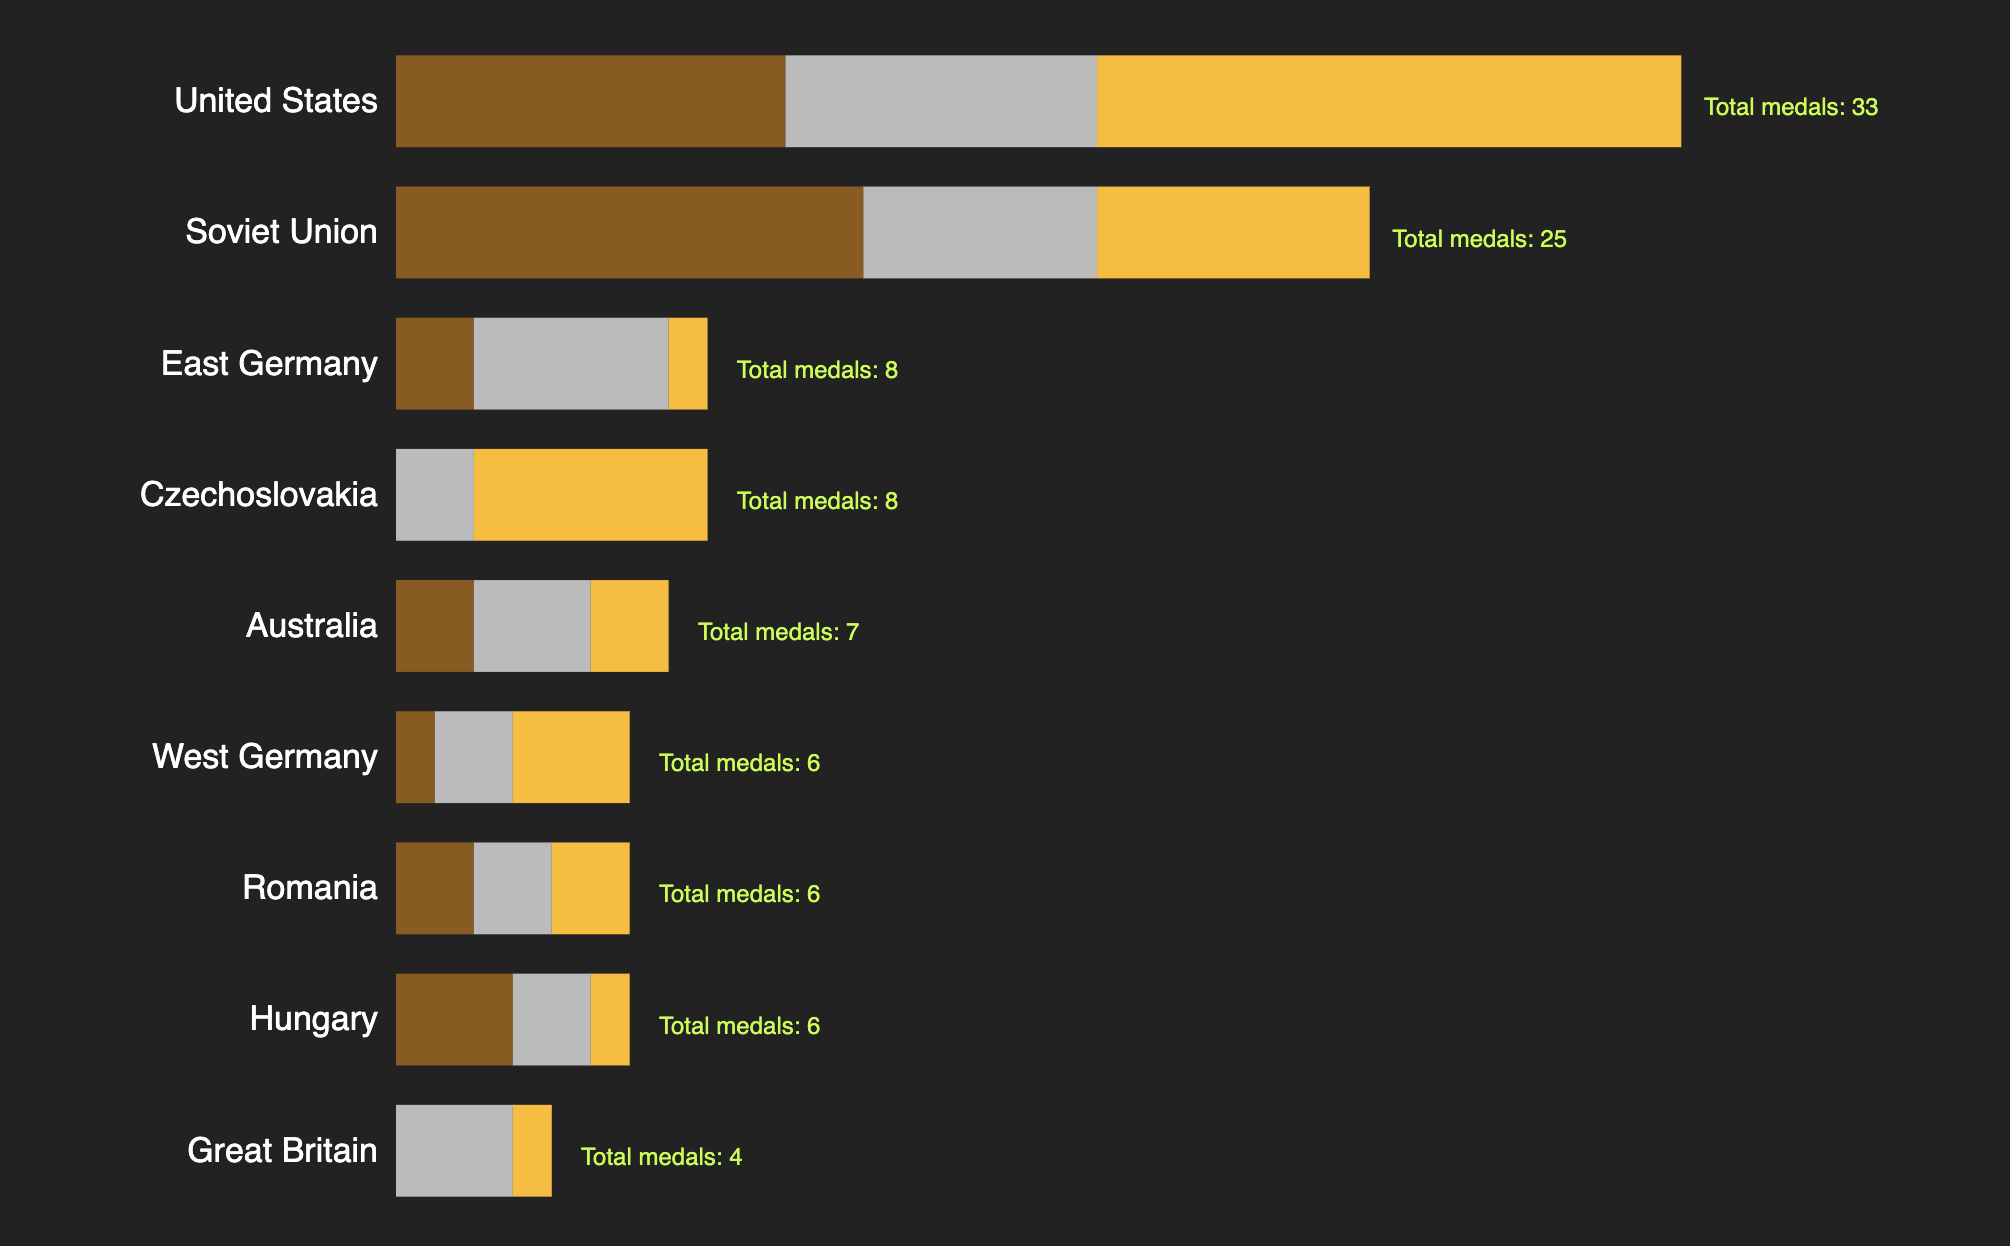 United States
Total medals: 33
Soviet Union
Total medals: 25
East Germany
Total medals: 8
Czechoslovakia
Total medals: 8
Australia
Total medals: 7
West Germany
Total medals: 6
Romania
Total medals: 6
Hungary
Total medals: 6
Great Britain
Total medals: 4